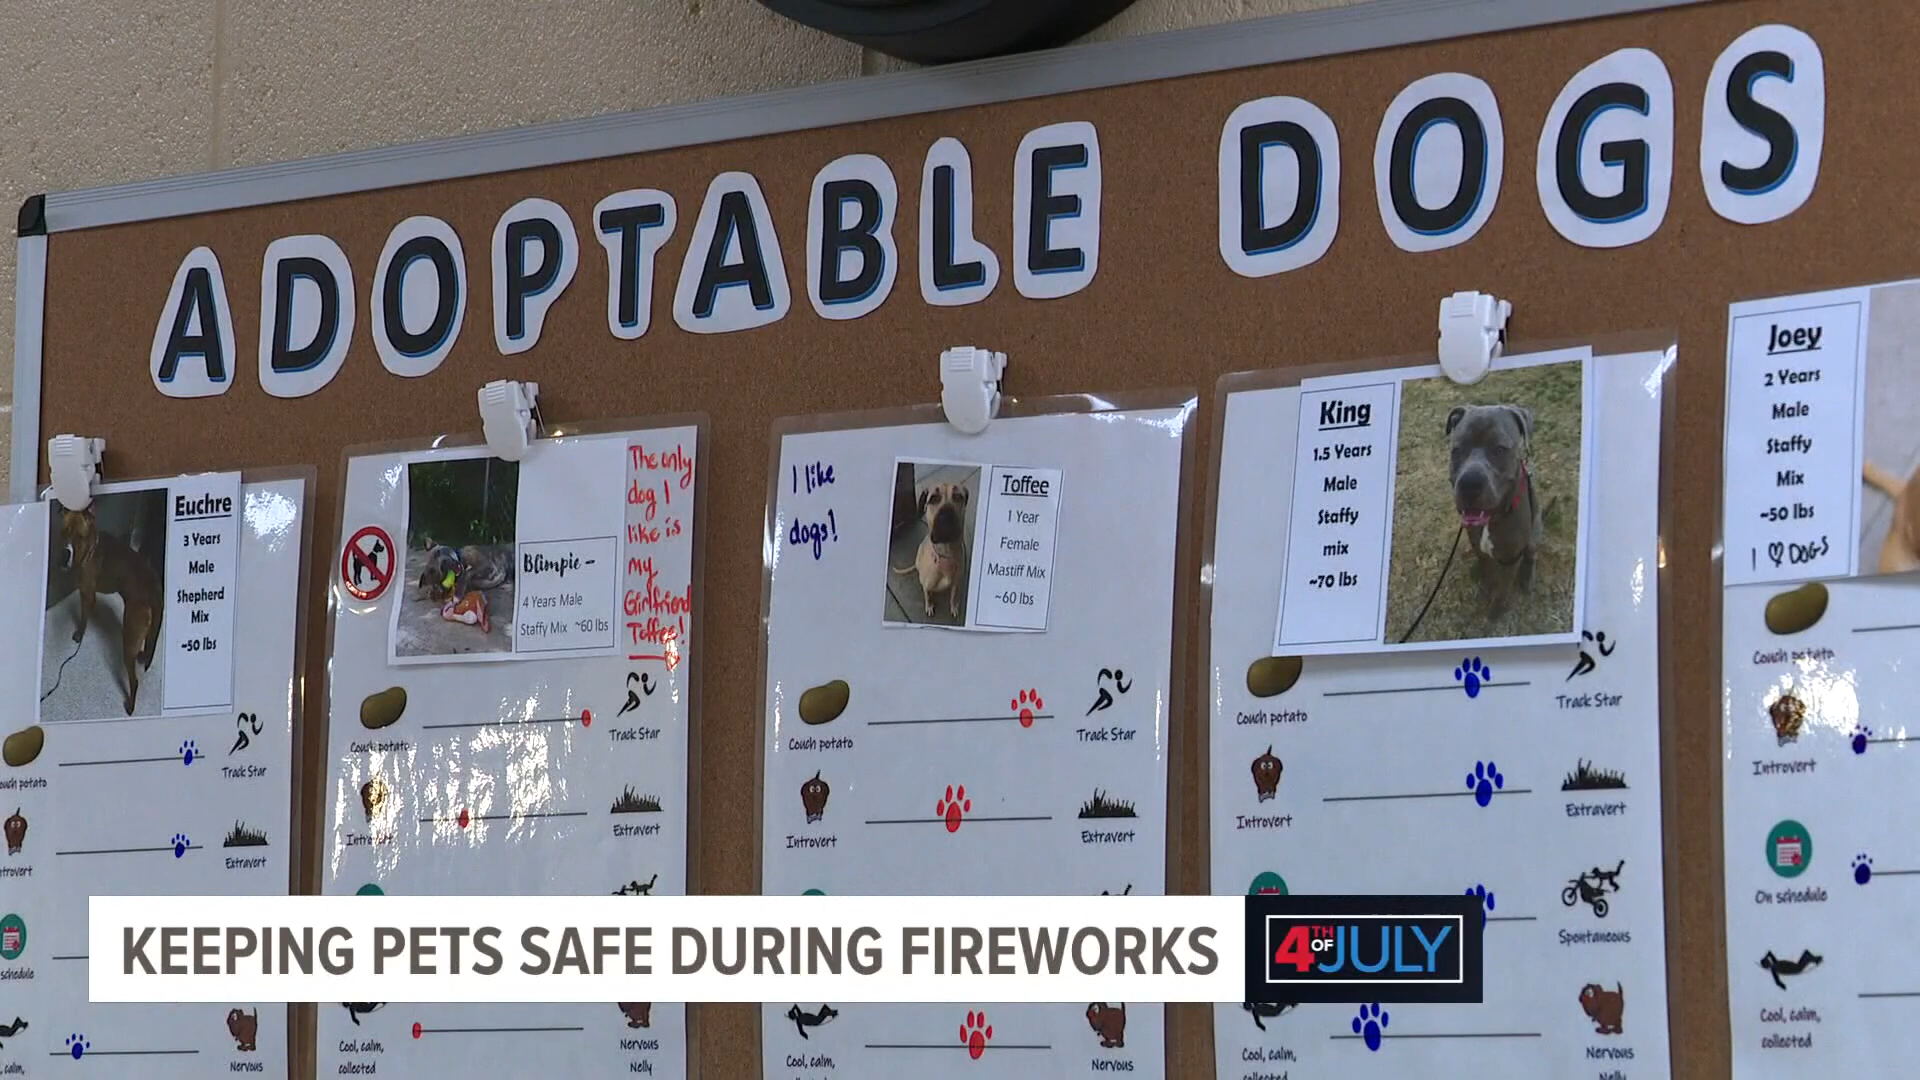 ADOPTABLE DOGS
Euchre
3 Years
Male
Shepherd
Mix
~50 lbs
Track Star
Extravert
Nervous
Blimpie -
4 Years Male
Staffy Mix ~60 lbs
The only
dog I
like is
my
Girlfriend
Toffee!
Couch potato
Track Star
Introvert
Extravert
Cool, calm,
collected
Nervous
Nelly
I like
dogs!
Toffee
1 Year
Female
Mastiff Mix
~60 lbs
Couch potato
Track Star
Introvert
Extravert
Cool, calm,
Nervous
King
1.5 Years
Male
Staffy
mix
~70 lbs
Couch potato
Track Star
Introvert
Extravert
Spontaneous
Cool, calm,
Nervous
Joey
2 Years
Male
Staffy
Mix
~50 lbs
I ♡ DOGS
Couch potato
Introvert
On schedule
Cool, calm,
collected
KEEPING PETS SAFE DURING FIREWORKS
4TH OF JULY